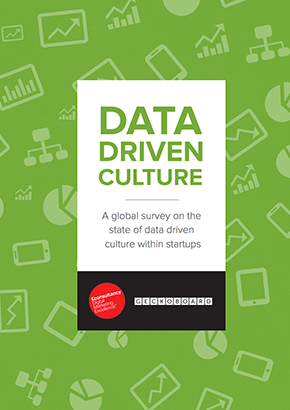 DATA
DRIVEN
CULTURE
A global survey on the
state of data driven
culture within startups
Econsultancy
Digital
Marketing
Excellence
GECKOBOARD